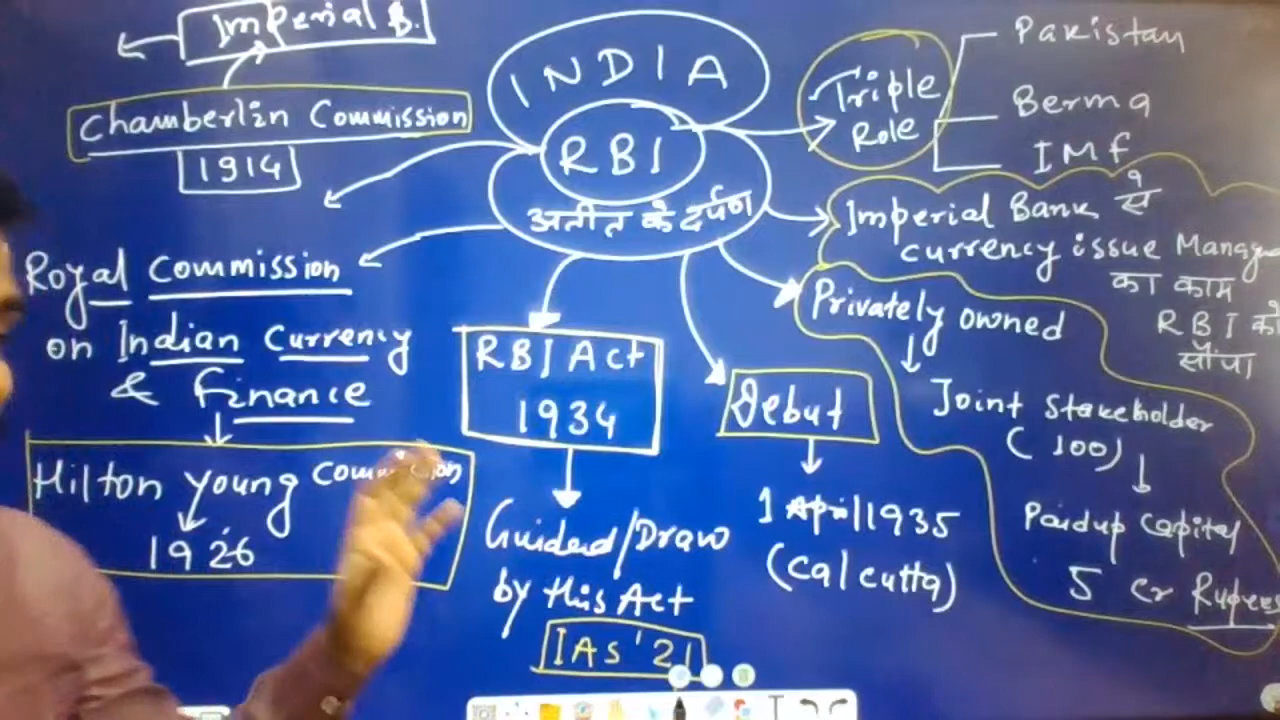 Imperial B.
Chamberlin Commission
1914
INDIA
RBI
अतीत के दर्पण
Triple
Role
Pakistan
Berma
IMf
Royal Commission
on Indian Currency
& Finance
Hilton Young Commission
1926
RBI Act
1934
Guided/Draw
by this Act
IAS '21
Debut
1 April 1935
(Calcutta)
Imperial Bank से
currency issue Manage
का काम
RBI को
सौंपा
Privately owned
Joint Stakeholder
(100)
Paidup Capital
5 Cr Rupees